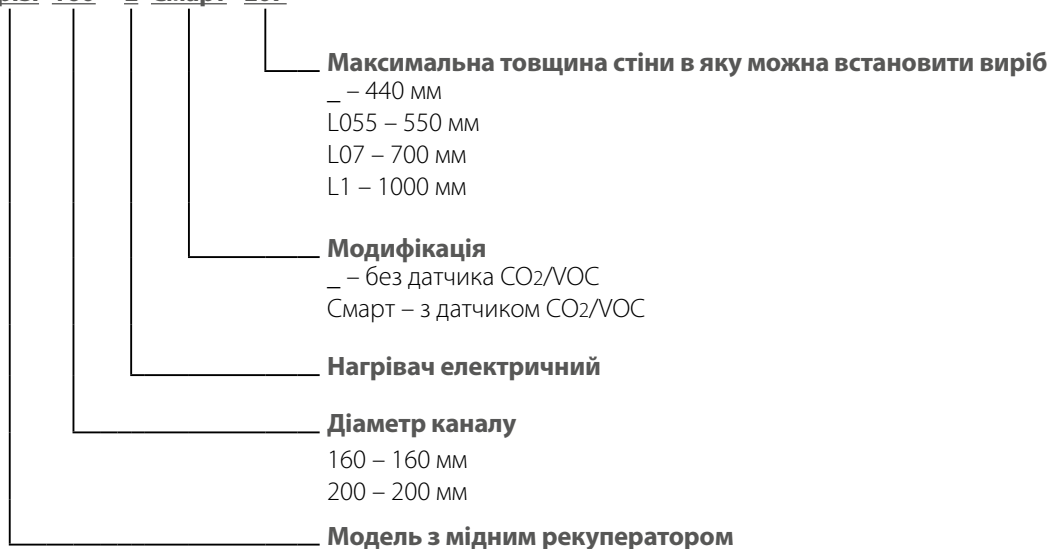 Максимальна товщина стіни в яку можна встановити виріб
_ – 440 мм
L055 – 550 мм
L07 – 700 мм
L1 – 1000 мм
Модифікація
_ – без датчика CO2/VOC
Смарт – з датчиком CO2/VOC
Нагрівач електричний
Діаметр каналу
160 – 160 мм
200 – 200 мм
Модель з мідним рекуператором